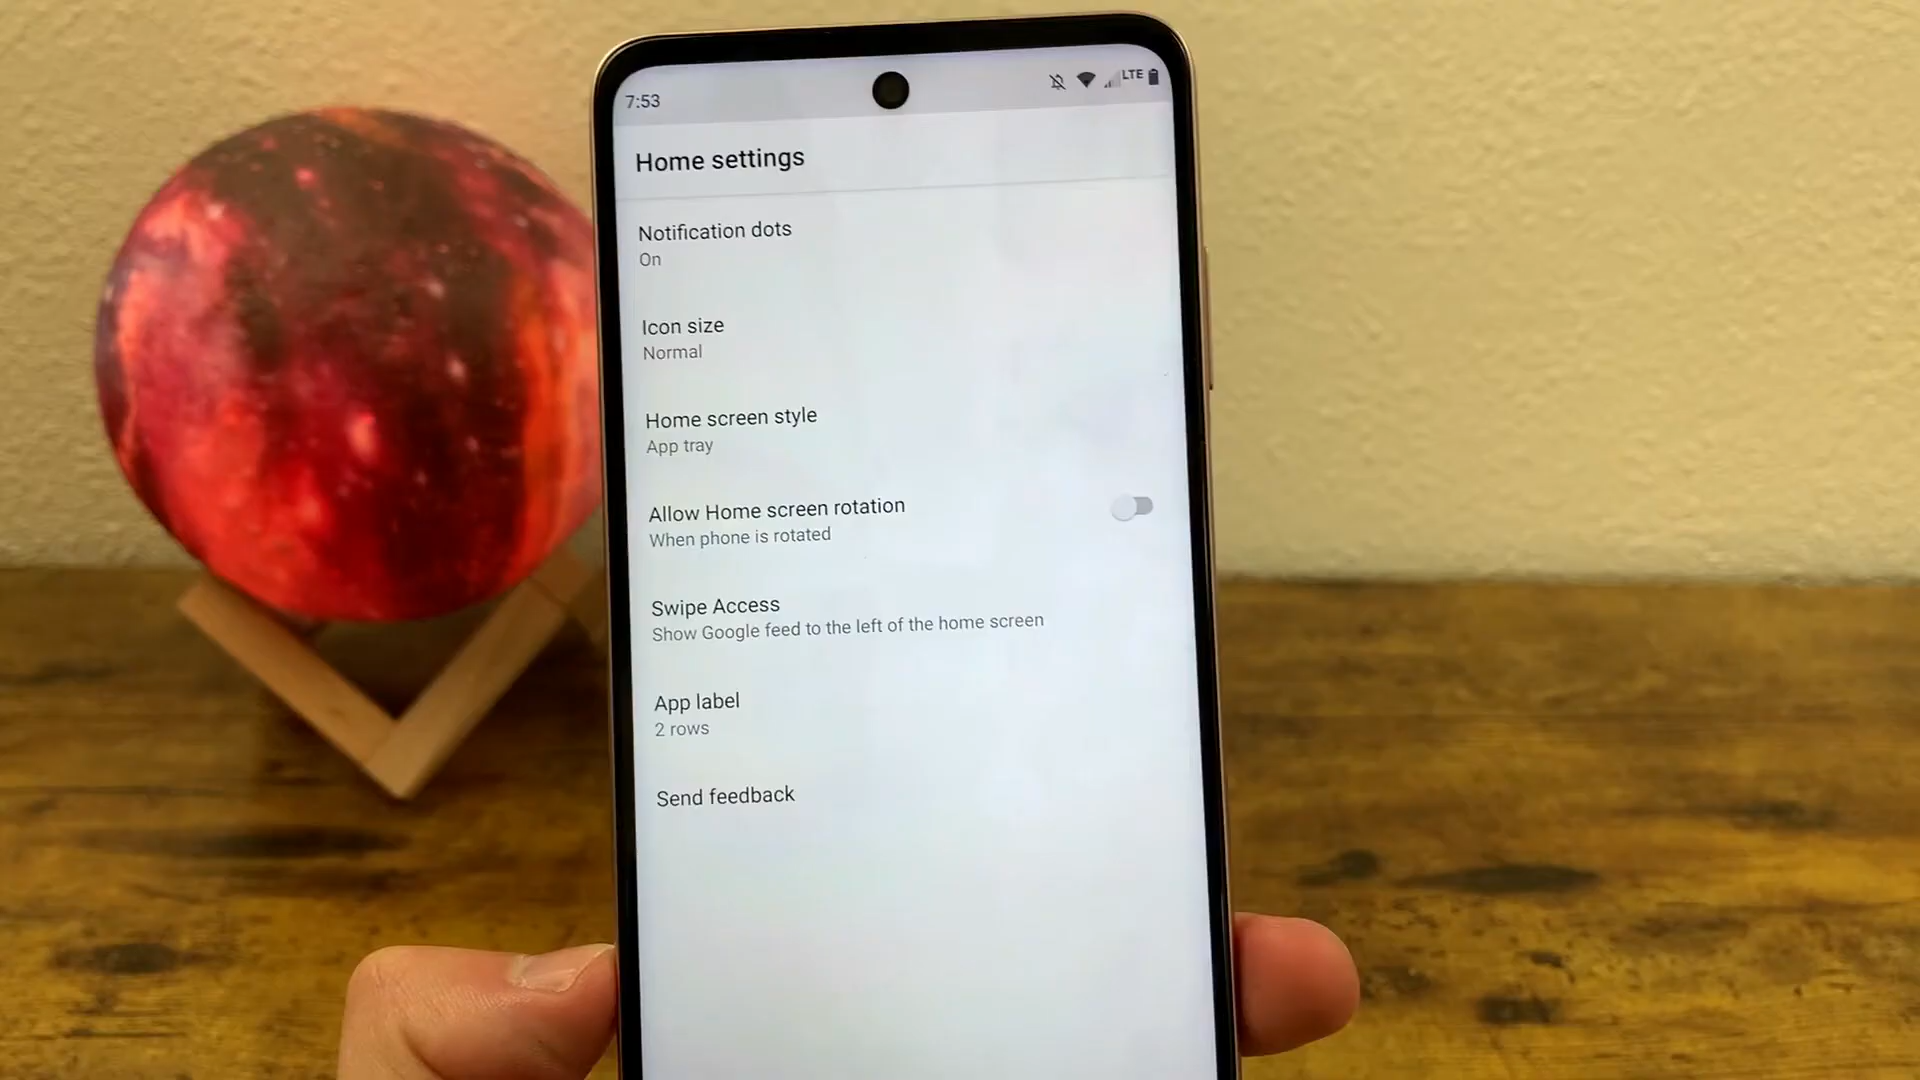 7:53
LTE
Home settings
Notification dots
On
Icon size
Normal
Home screen style
App tray
Allow Home screen rotation
When phone is rotated
Swipe Access
Show Google feed to the left of the home screen
App label
2 rows
Send feedback